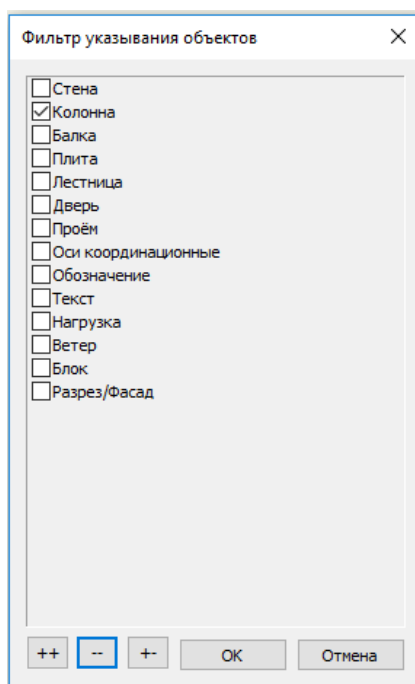 Фильтр указывания объектов
Стена
Колонна
Балка
Плита
Лестница
Дверь
Проём
Оси координационные
Обозначение
Текст
Нагрузка
Ветер
Блок
Разрез/Фасад
++ -- +- OK Отмена